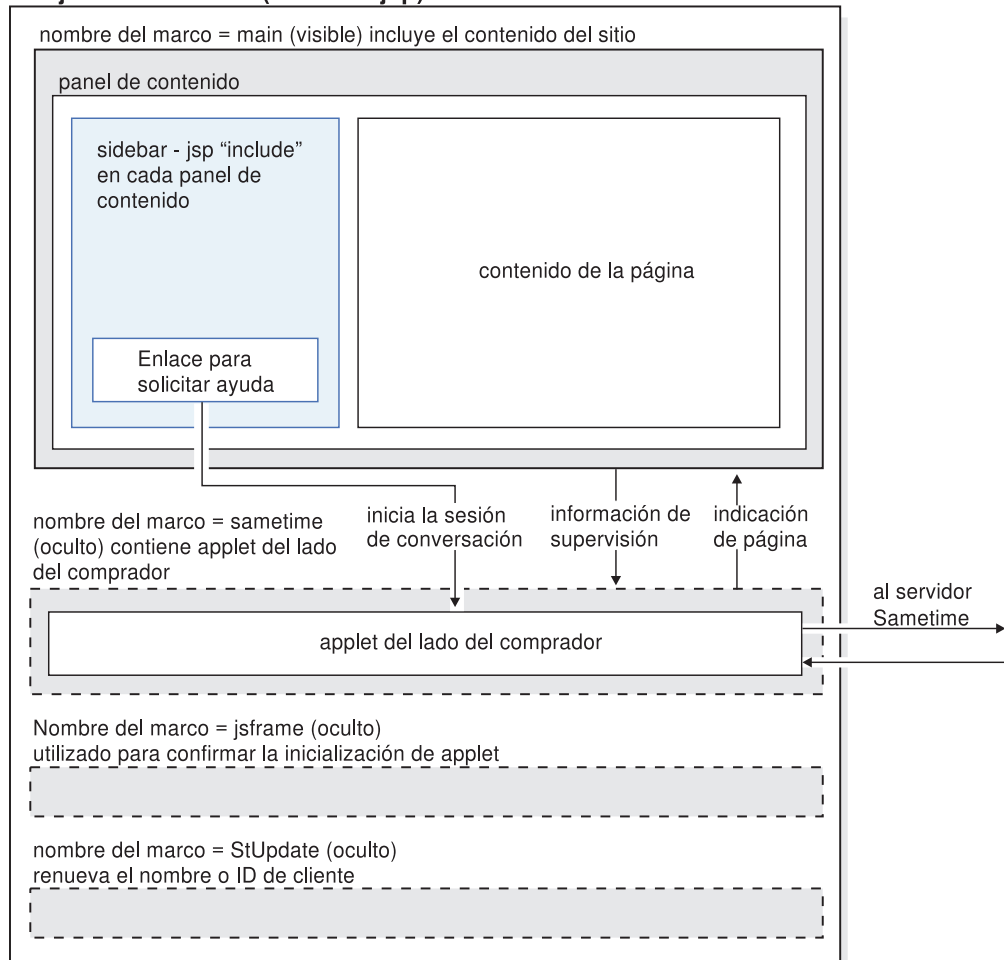 nombre del marco = main (visible) incluye el contenido del sitio
panel de contenido
sidebar - jsp “include”
en cada panel de
contenido
contenido de la página
Enlace para
solicitar ayuda
nombre del marco = sametime
(oculto) contiene applet del lado
del comprador
inicia la sesión
de conversación
información de
supervisión
indicación
de página
al servidor
Sametime
applet del lado del comprador
Nombre del marco = jsframe (oculto)
utilizado para confirmar la inicialización de applet
nombre del marco = StUpdate (oculto)
renueva el nombre o ID de cliente